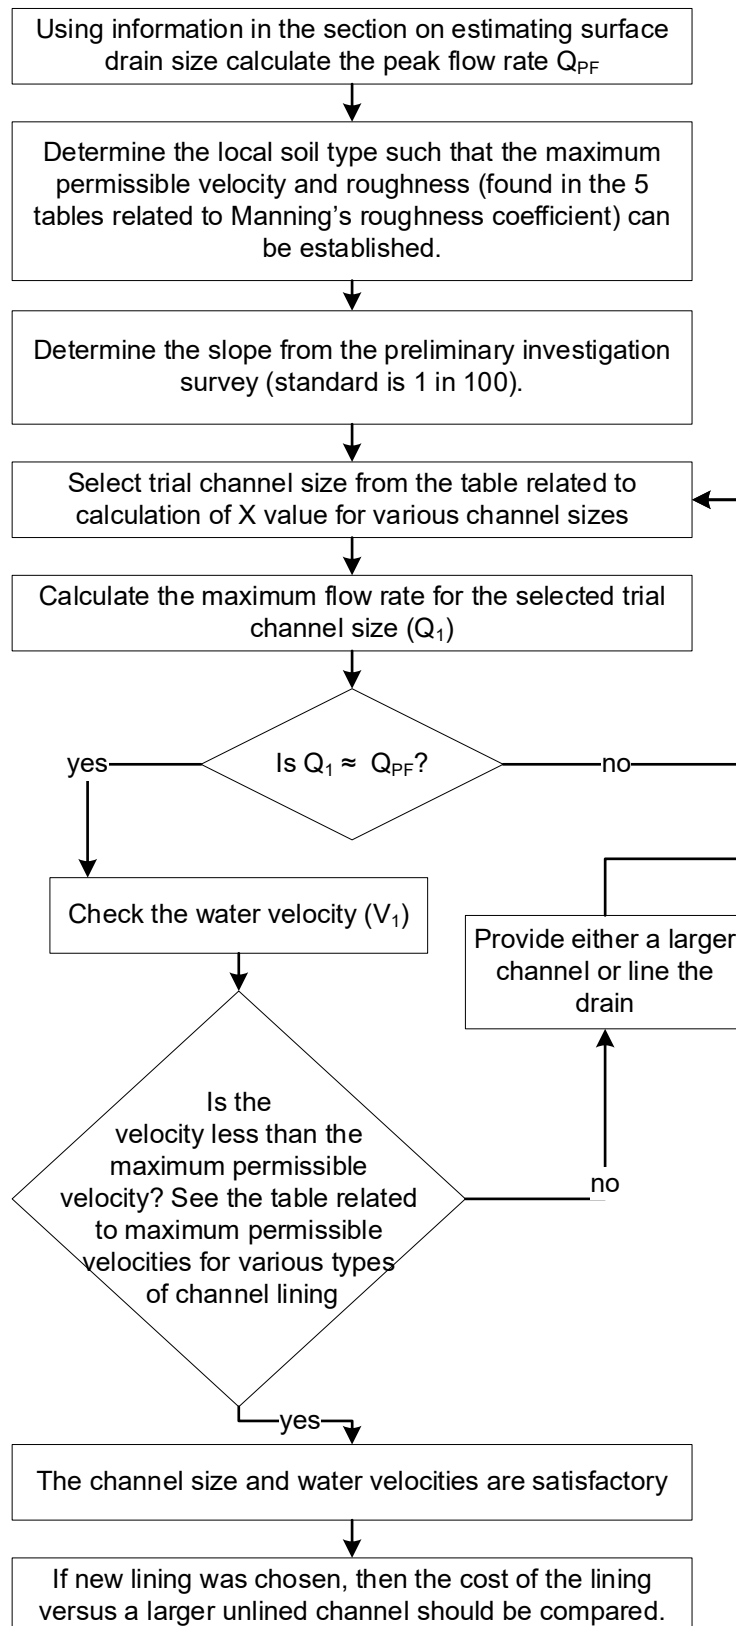 Using information in the section on estimating surface
drain size calculate the peak flow rate Q_PF
Determine the local soil type such that the maximum
permissible velocity and roughness (found in the 5
tables related to Manning’s roughness coefficient) can
be established.
Determine the slope from the preliminary investigation
survey (standard is 1 in 100).
Select trial channel size from the table related to
calculation of X value for various channel sizes
Calculate the maximum flow rate for the selected trial
channel size (Q₁)
Is Q₁ ≈ Q_PF?
yes
no
Check the water velocity (V₁)
Provide either a larger
channel or line the
drain
Is the
velocity less than the
maximum permissible
velocity? See the table related
to maximum permissible
velocities for various types
of channel lining
no
yes
The channel size and water velocities are satisfactory
If new lining was chosen, then the cost of the lining
versus a larger unlined channel should be compared.